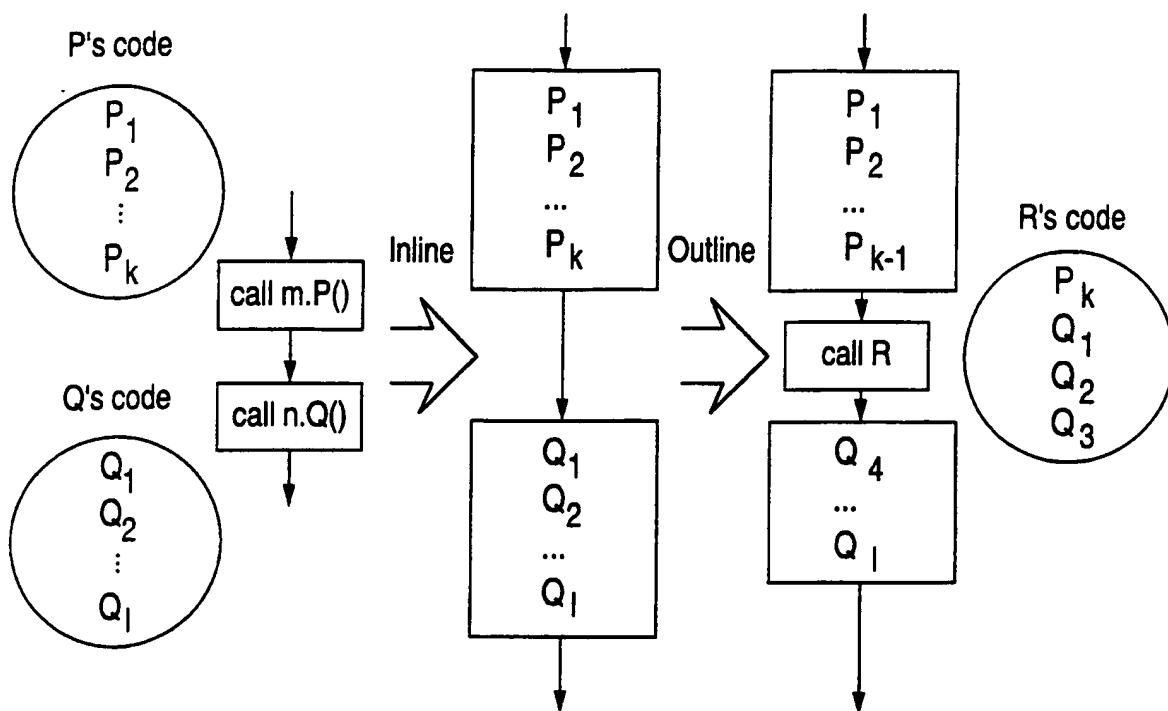 P's code
P1
P2
...
Pk
call m.P()
call n.Q()
Q's code
Q1
Q2
...
Ql
Inline
P1
P2
...
Pk
Q1
Q2
...
Ql
Outline
P1
P2
...
Pk-1
call R
Q4
...
Ql
R's code
Pk
Q1
Q2
Q3